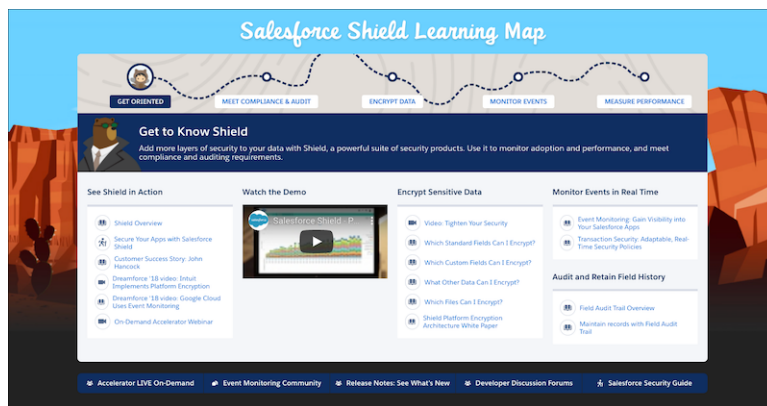 Salesforce Shield Learning Map
GET ORIENTED
MEET COMPLIANCE & AUDIT
ENCRYPT DATA
MONITOR EVENTS
MEASURE PERFORMANCE
Get to Know Shield
Add more layers of security to your data with Shield, a powerful suite of security products. Use it to monitor adoption and performance, and meet
compliance and auditing requirements.
See Shield in Action
Shield Overview
Secure Your Apps with Salesforce
Shield
Customer Success Story: John
Hancock
Dreamforce '18 video: Intuit
Implements Platform Encryption
Dreamforce '18 video: Google Cloud
Uses Event Monitoring
On-Demand Accelerator Webinar
Watch the Demo
Salesforce Shield - P
Encrypt Sensitive Data
Video: Tighten Your Security
Which Standard Fields Can I Encrypt?
Which Custom Fields Can I Encrypt?
What Other Data Can I Encrypt?
Which Files Can I Encrypt?
Shield Platform Encryption
Architecture White Paper
Monitor Events in Real Time
Event Monitoring: Gain Visibility into
Your Salesforce Apps
Transaction Security: Adaptable, Real-
Time Security Policies
Audit and Retain Field History
Field Audit Trail Overview
Maintain records with Field Audit
Trail
Accelerator LIVE On-Demand
Event Monitoring Community
Release Notes: See What's New
Developer Discussion Forums
Salesforce Security Guide